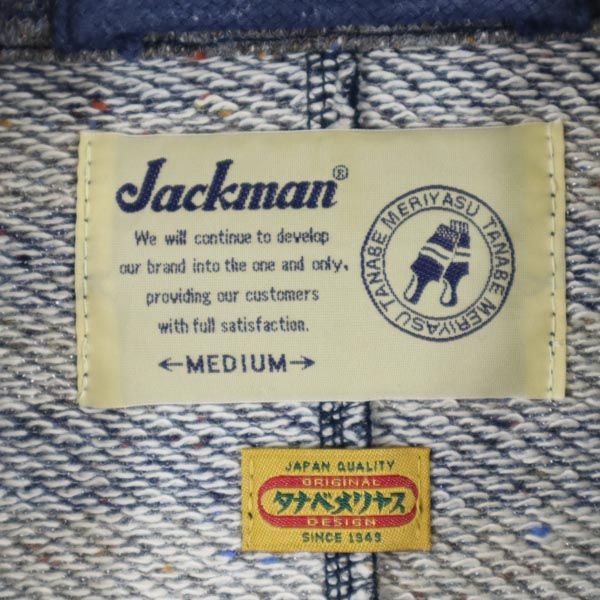 Jackman®
We will continue to develop
our brand into the one and only,
providing our customers
with full satisfaction.
←MEDIUM→
TANABE MERIYASU TANABE MERIYASU
JAPAN QUALITY
ORIGINAL
タナベメリヤス
DESIGN
SINCE 1949